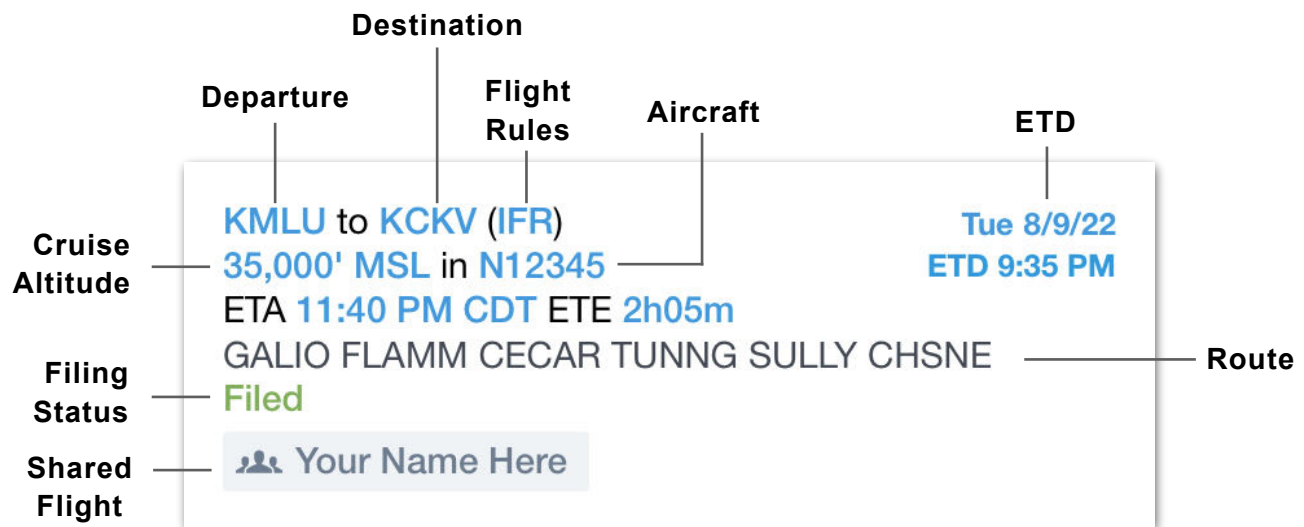 Destination
Departure
Flight
Rules
Aircraft
ETD
KMLU to KCKV (IFR)
Tue 8/9/22
Cruise
Altitude
35,000' MSL in N12345
ETD 9:35 PM
ETA 11:40 PM CDT ETE 2h05m
GALIO FLAMM CECAR TUNNG SULLY CHSNE
Route
Filing
Status
Filed
Shared
Flight
Your Name Here